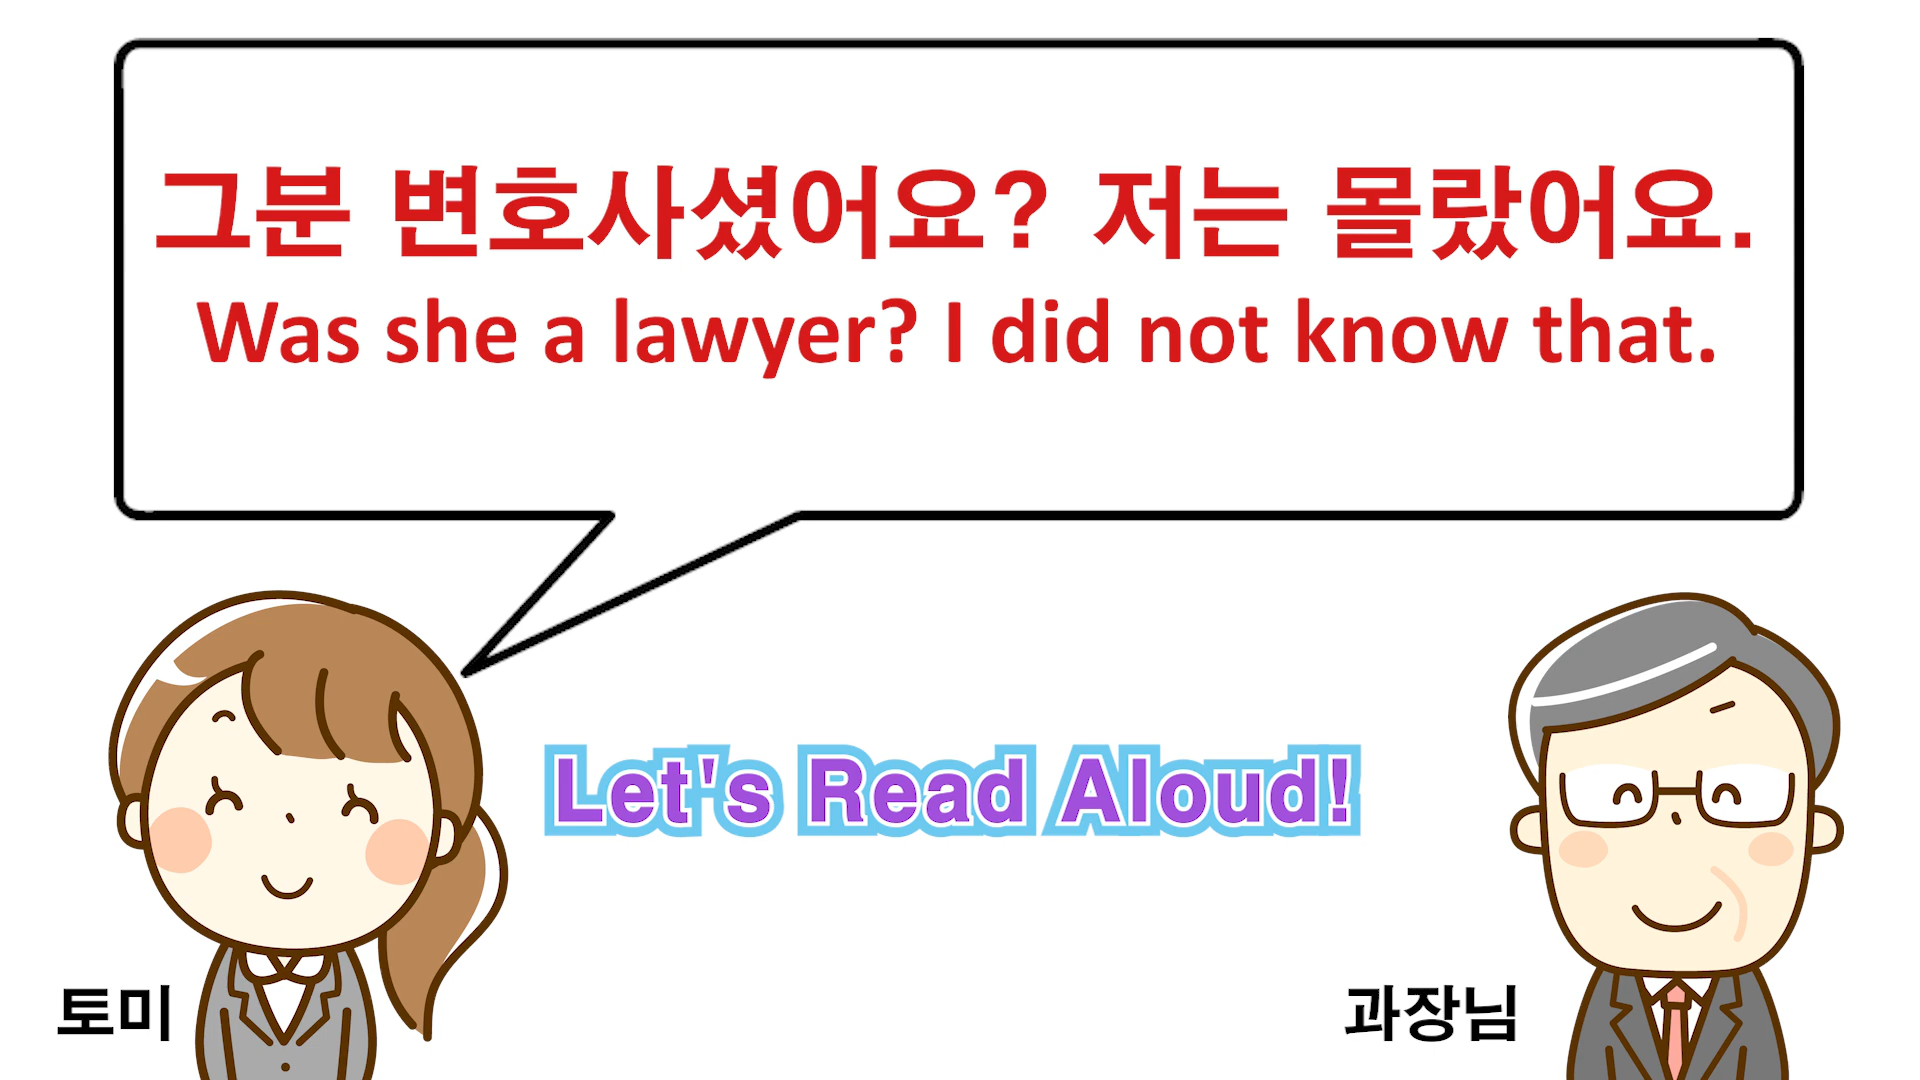 그분 변호사셨어요? 저는 몰랐어요.
Was she a lawyer? I did not know that.
Let's Read Aloud!
토미
과장님